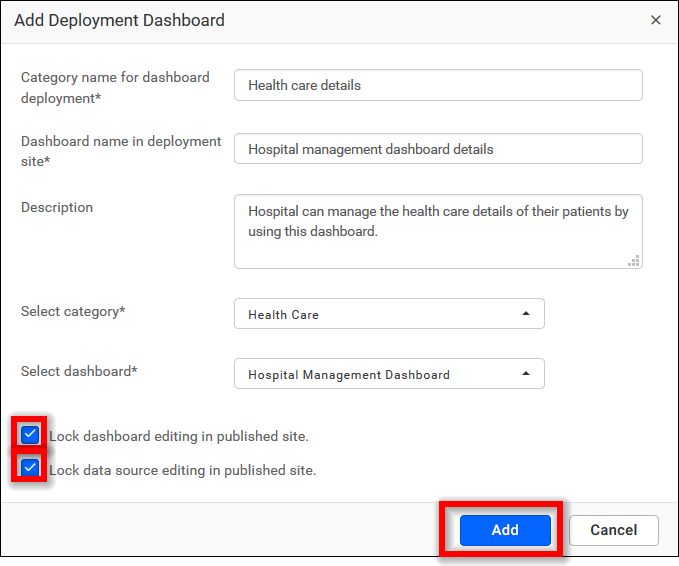 Add Deployment Dashboard
Category name for dashboard
deployment*
Health care details
Dashboard name in deployment
site*
Hospital management dashboard details
Description
Hospital can manage the health care details of their patients by
using this dashboard.
Select category*
Health Care
Select dashboard*
Hospital Management Dashboard
Lock dashboard editing in published site.
Lock data source editing in published site.
Add
Cancel